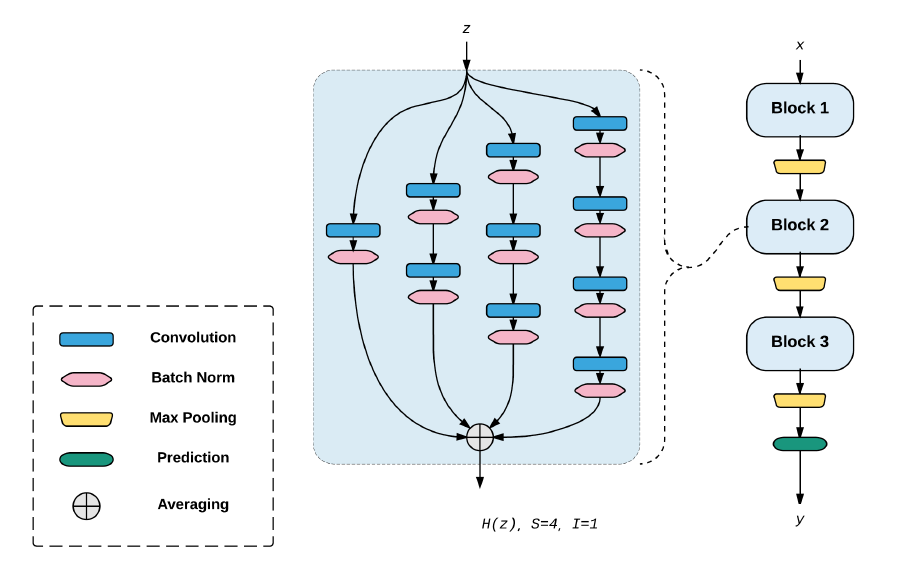 z
x
Block 1
Block 2
Block 3
Convolution
Batch Norm
Max Pooling
Prediction
Averaging
H(z), S=4, I=1
y